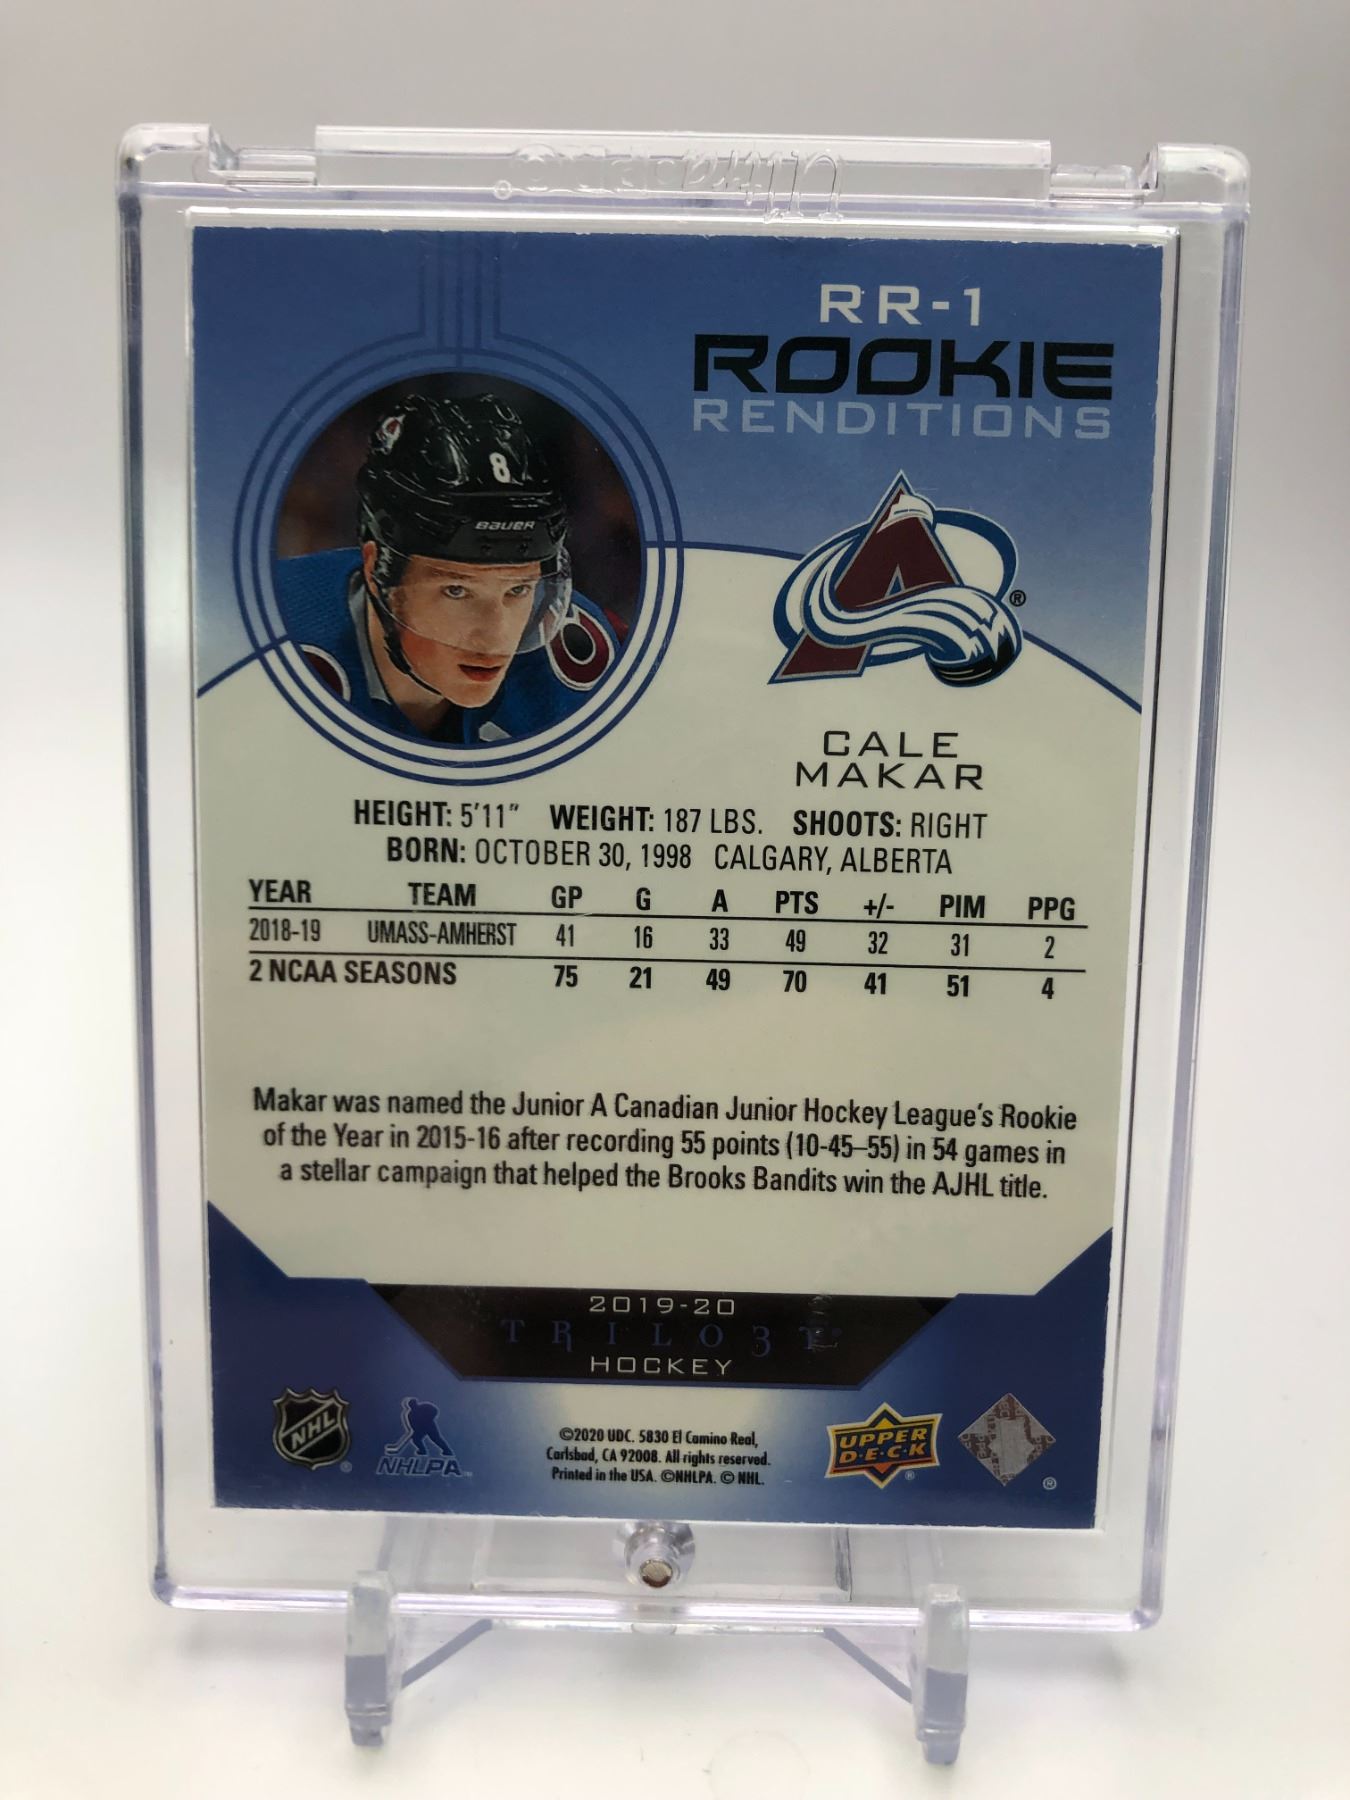 ultra PRO
RR-1
ROOKIE
RENDITIONS
8
BAUER
CALE
MAKAR
HEIGHT: 5'11" WEIGHT: 187 LBS. SHOOTS: RIGHT
BORN: OCTOBER 30, 1998 CALGARY, ALBERTA
YEAR TEAM GP G A PTS +/- PIM PPG
2018-19 UMASS-AMHERST 41 16 33 49 32 31 2
2 NCAA SEASONS 75 21 49 70 41 51 4
Makar was named the Junior A Canadian Junior Hockey League's Rookie
of the Year in 2015-16 after recording 55 points (10-45–55) in 54 games in
a stellar campaign that helped the Brooks Bandits win the AJHL title.
2019-20
TRILO3Y
HOCKEY
NHL
NHLPA
©2020 UDC. 5830 El Camino Real,
Carlsbad, CA 92008. All rights reserved.
Printed in the USA. ©NHLPA. © NHL.
UPPER
D·E·C·K